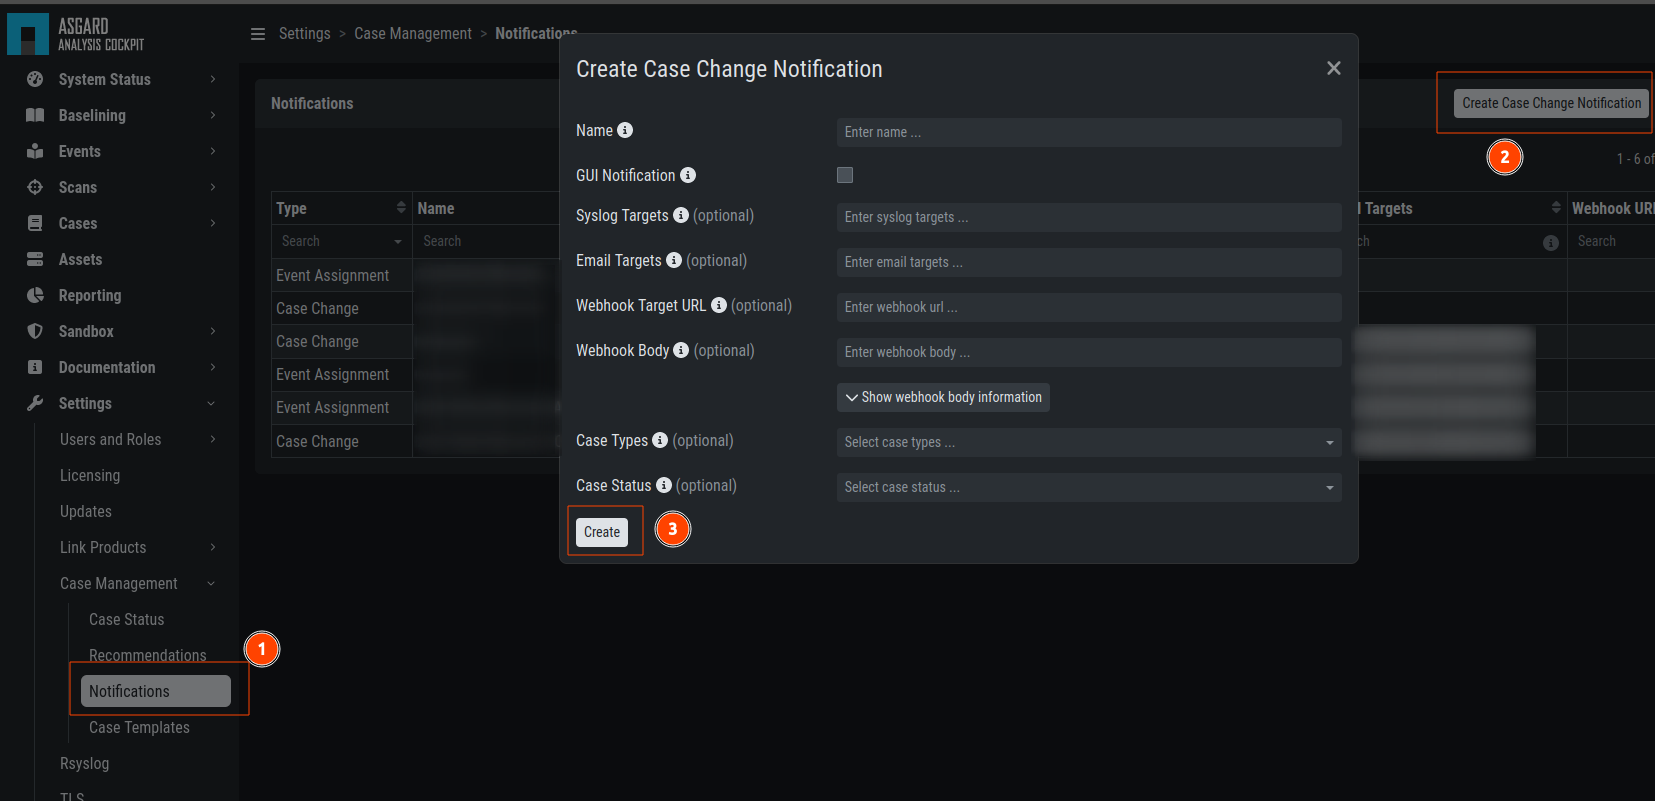 ASGARD
ANALYSIS COCKPIT
System Status
Baselining
Events
Scans
Cases
Assets
Reporting
Sandbox
Documentation
Settings
Users and Roles
Licensing
Updates
Link Products
Case Management
Case Status
Recommendations
Notifications
1
Case Templates
Rsyslog
TLS
Settings > Case Management > Notifications
Notifications
Create Case Change Notification
2
1 - 6 of
Type
Name
Targets
Webhook URL
Search
Search
Search
Event Assignment
Case Change
Case Change
Event Assignment
Event Assignment
Case Change
Create Case Change Notification
Name
Enter name ...
GUI Notification
Syslog Targets (optional)
Enter syslog targets ...
Email Targets (optional)
Enter email targets ...
Webhook Target URL (optional)
Enter webhook url ...
Webhook Body (optional)
Enter webhook body ...
Show webhook body information
Case Types (optional)
Select case types ...
Case Status (optional)
Select case status ...
Create
3